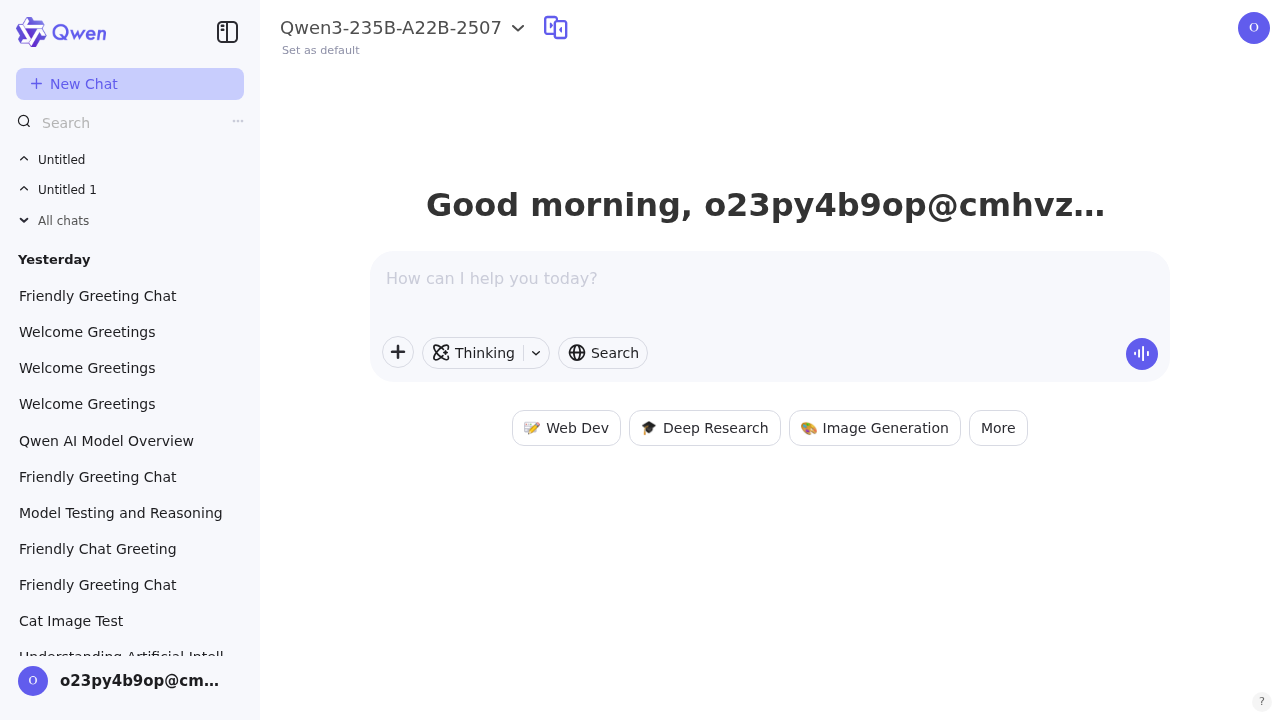 Qwen
New Chat
Search
Untitled
Untitled 1
All chats
Yesterday
Friendly Greeting Chat
Welcome Greetings
Welcome Greetings
Welcome Greetings
Qwen AI Model Overview
Friendly Greeting Chat
Model Testing and Reasoning
Friendly Chat Greeting
Friendly Greeting Chat
Cat Image Test
Understanding Artificial Intell
O
o23py4b9op@cm...
Qwen3-235B-A22B-2507
Set as default
O
Good morning, o23py4b9op@cmhvz...
How can I help you today?
Thinking
Search
Web Dev
Deep Research
Image Generation
More
?